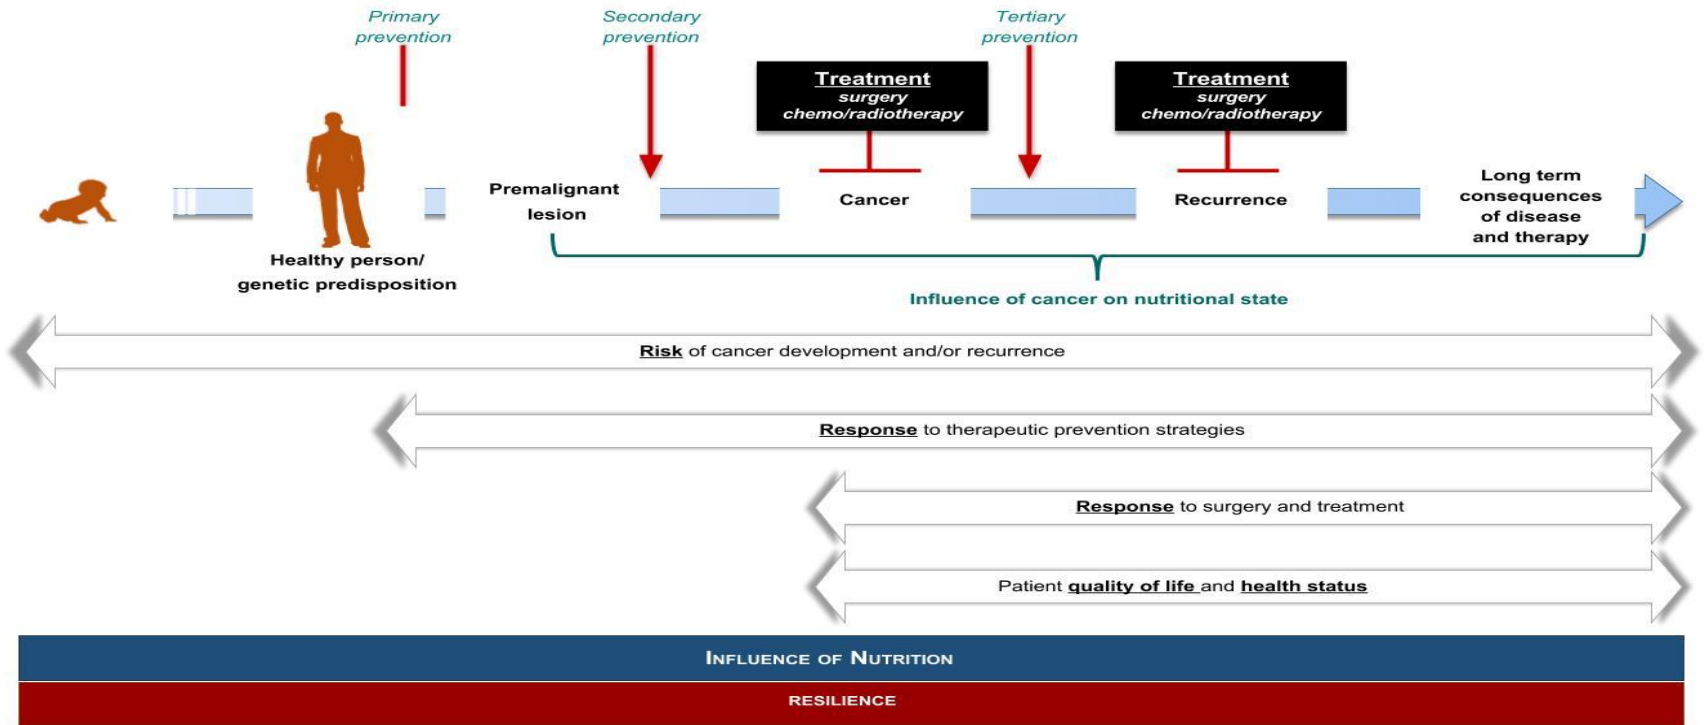 Primary
prevention
Secondary
prevention
Tertiary
prevention
Treatment
surgery
chemo/radiotherapy
Treatment
surgery
chemo/radiotherapy
Healthy person/
genetic predisposition
Premalignant
lesion
Cancer
Recurrence
Long term
consequences
of disease
and therapy
Influence of cancer on nutritional state
Risk of cancer development and/or recurrence
Response to therapeutic prevention strategies
Response to surgery and treatment
Patient quality of life and health status
INFLUENCE OF NUTRITION
RESILIENCE